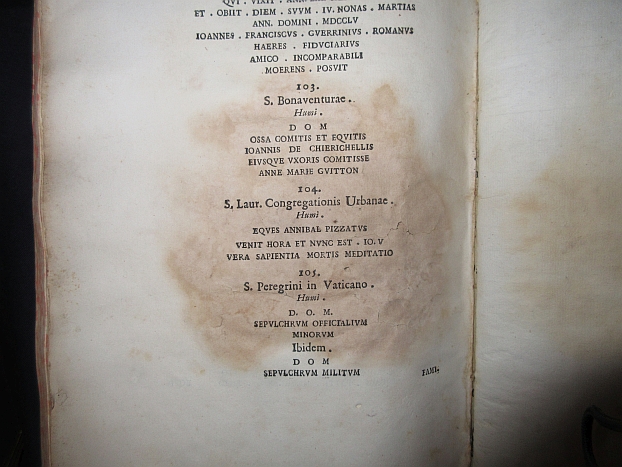 QVI . VIXIT . ANN.
ET . OBIIT . DIEM . SVVM . IV. NONAS . MARTIAS
ANN. DOMINI . MDCCLV
IOANNES . FRANCISCVS . GVERRINIVS . ROMANVS
HAERES . FIDVCIARIVS
AMICO . INCOMPARABILI
MOERENS . POSVIT
103.
S. Bonaventurae.
Humi.
D O M
OSSA COMITIS ET EQVITIS
IOANNIS DE CHIERICHELLIS
EIVSQVE VXORIS COMITISSE
ANNE MARIE GVITTON
104.
S. Laur. Congregationis Urbanae.
Humi.
EQVES ANNIBAL PIZZATVS
VENIT HORA ET NVNC EST . IO. V
VERA SAPIENTIA MORTIS MEDITATIO
105.
S. Peregrini in Vaticano.
Humi.
D. O. M.
SEPVLCHRVM OFFICIALIVM
MINORVM
Ibidem.
D O M
SEPVLCHRVM MILITVM
FAMI-